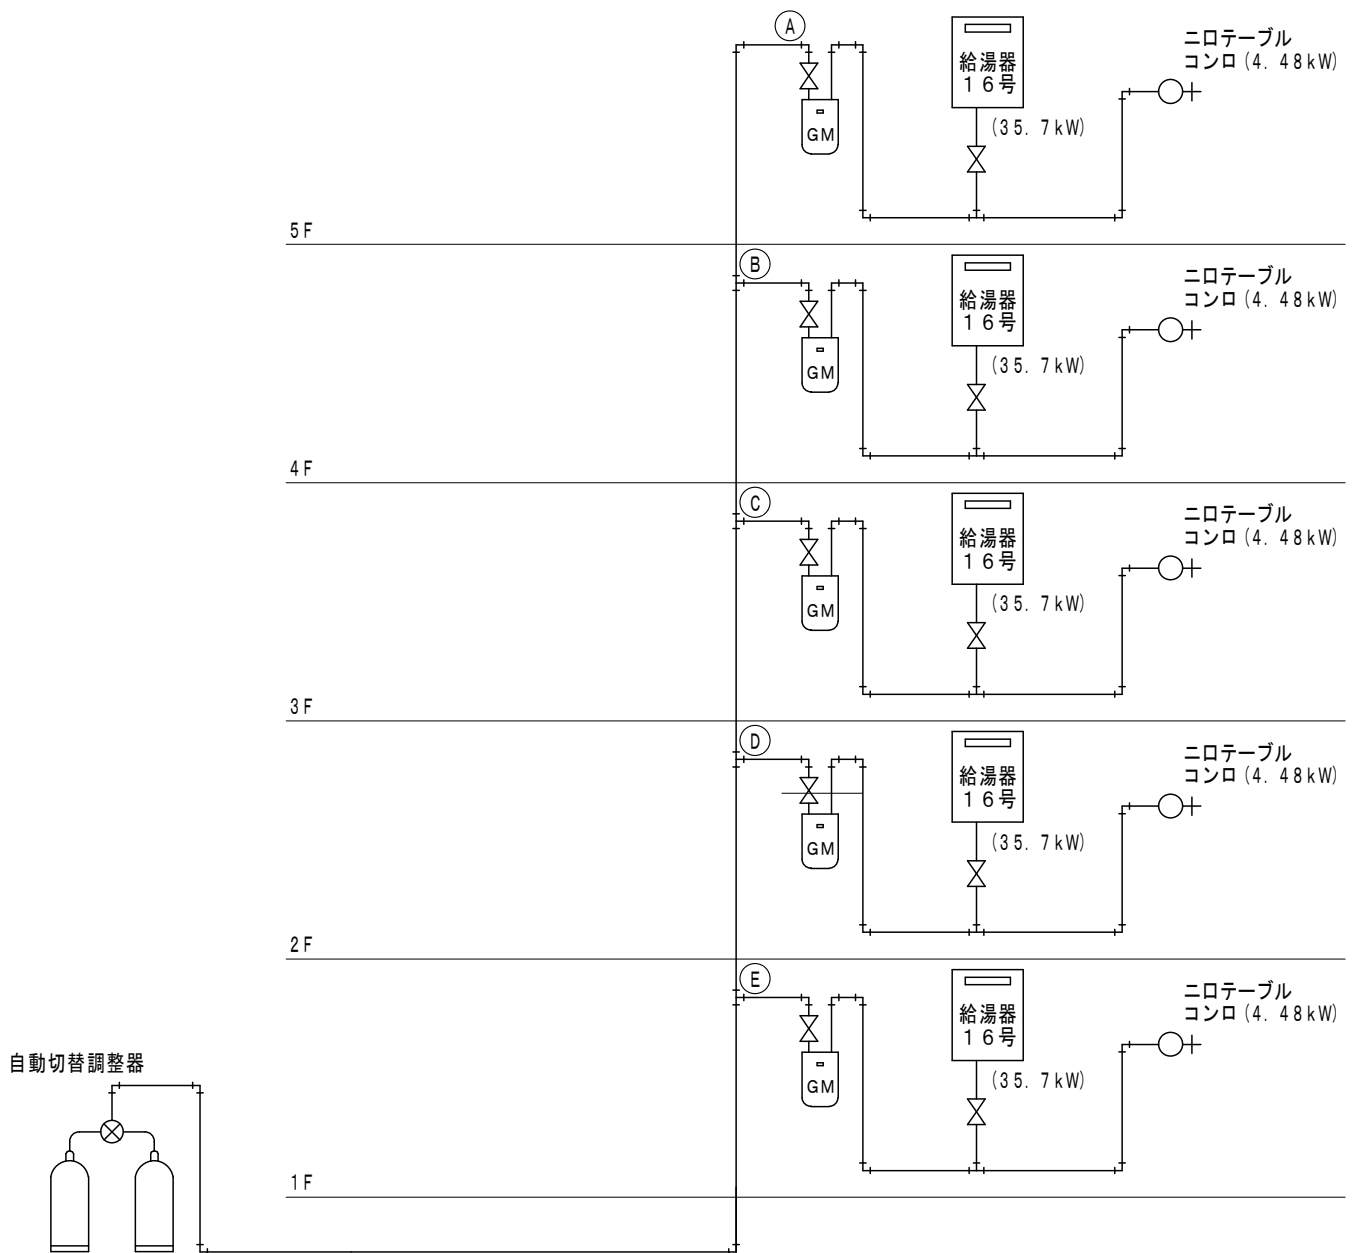 A
ニロテーブル
コンロ(4. 48kW)
給湯器
16号
(35. 7kW)
GM
5F
B
ニロテーブル
コンロ(4. 48kW)
給湯器
16号
(35. 7kW)
GM
4F
C
ニロテーブル
コンロ(4. 48kW)
給湯器
16号
(35. 7kW)
GM
3F
D
ニロテーブル
コンロ(4. 48kW)
給湯器
16号
(35. 7kW)
GM
2F
E
ニロテーブル
コンロ(4. 48kW)
給湯器
16号
(35. 7kW)
GM
自動切替調整器
1F